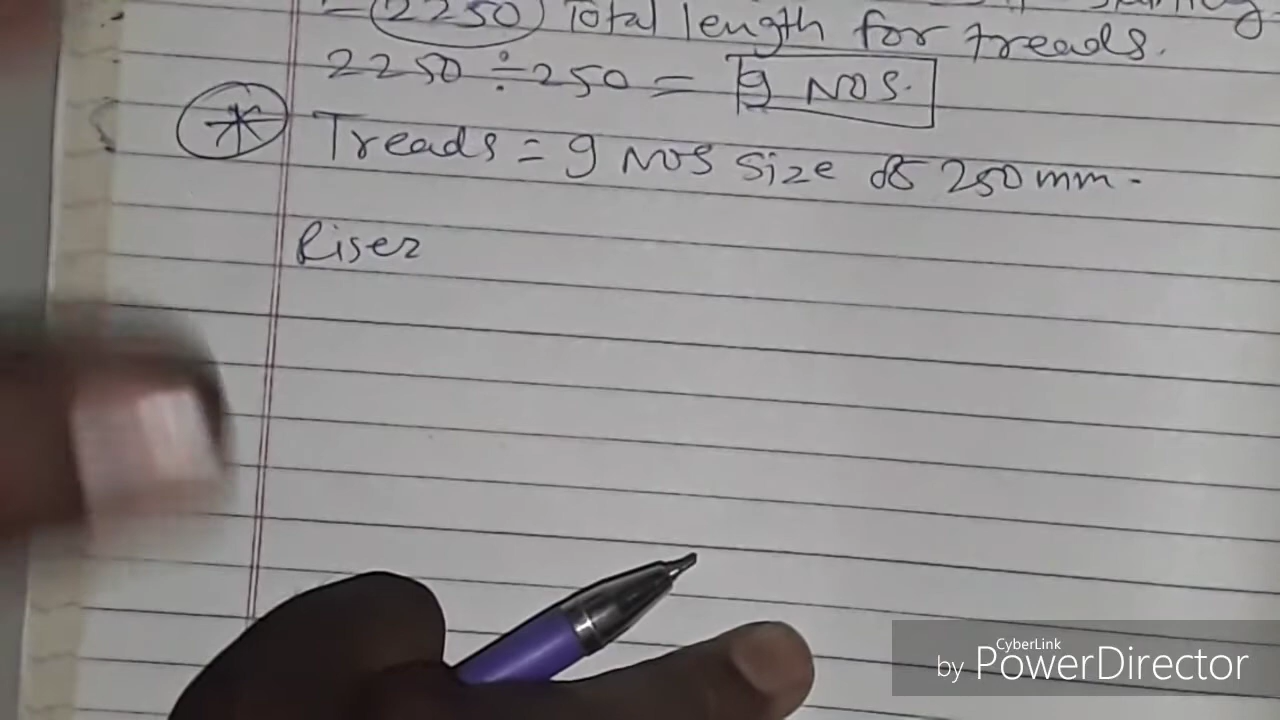 = 2250 Total length for treads.
2250 ÷ 250 = 9 NOS.
* Treads = 9 NOS Size of 250 mm.
Riser
CyberLink
by PowerDirector